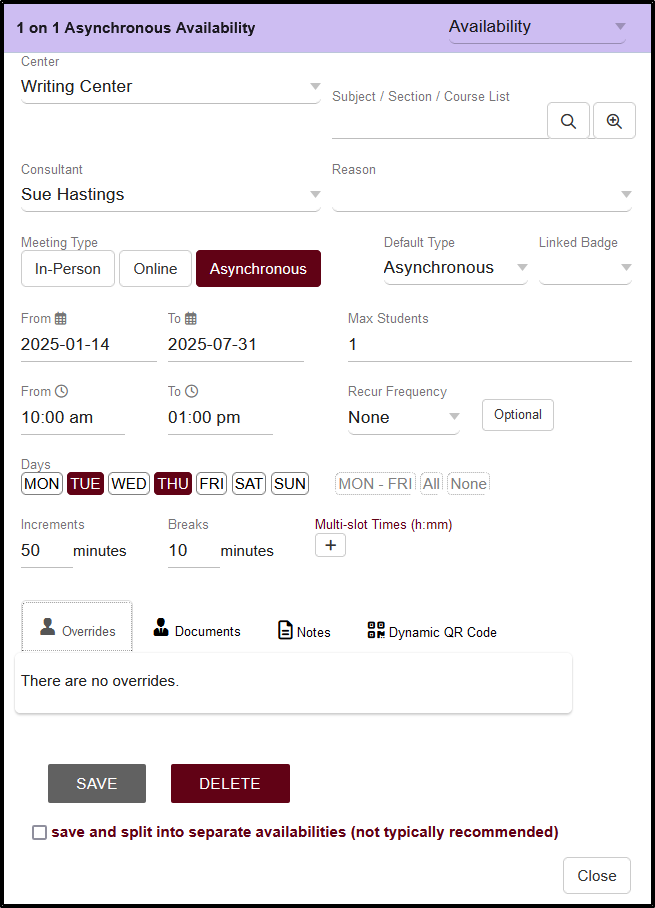 1 on 1 Asynchronous Availability
Availability
Center
Writing Center
Subject / Section / Course List
Consultant
Reason
Sue Hastings
Meeting Type
Default Type
Linked Badge
In-Person
Online
Asynchronous
Asynchronous
From
To
Max Students
2025-01-14
2025-07-31
1
From
To
Recur Frequency
10:00 am
01:00 pm
None
Optional
Days
MON TUE WED THU FRI SAT SUN
MON - FRI All None
Increments
Breaks
Multi-slot Times (h:mm)
50 minutes
10 minutes
+
Overrides
Documents
Notes
Dynamic QR Code
There are no overrides.
SAVE
DELETE
save and split into separate availabilities (not typically recommended)
Close